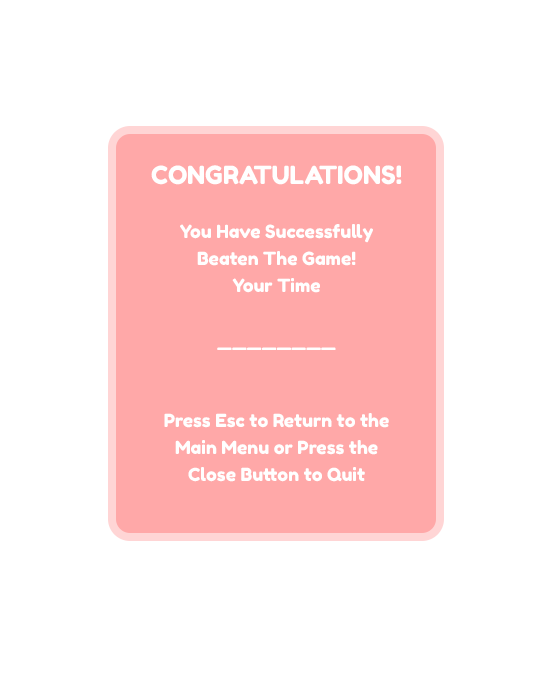 CONGRATULATIONS!
You Have Successfully
Beaten The Game!
Your Time
________
Press Esc to Return to the
Main Menu or Press the
Close Button to Quit